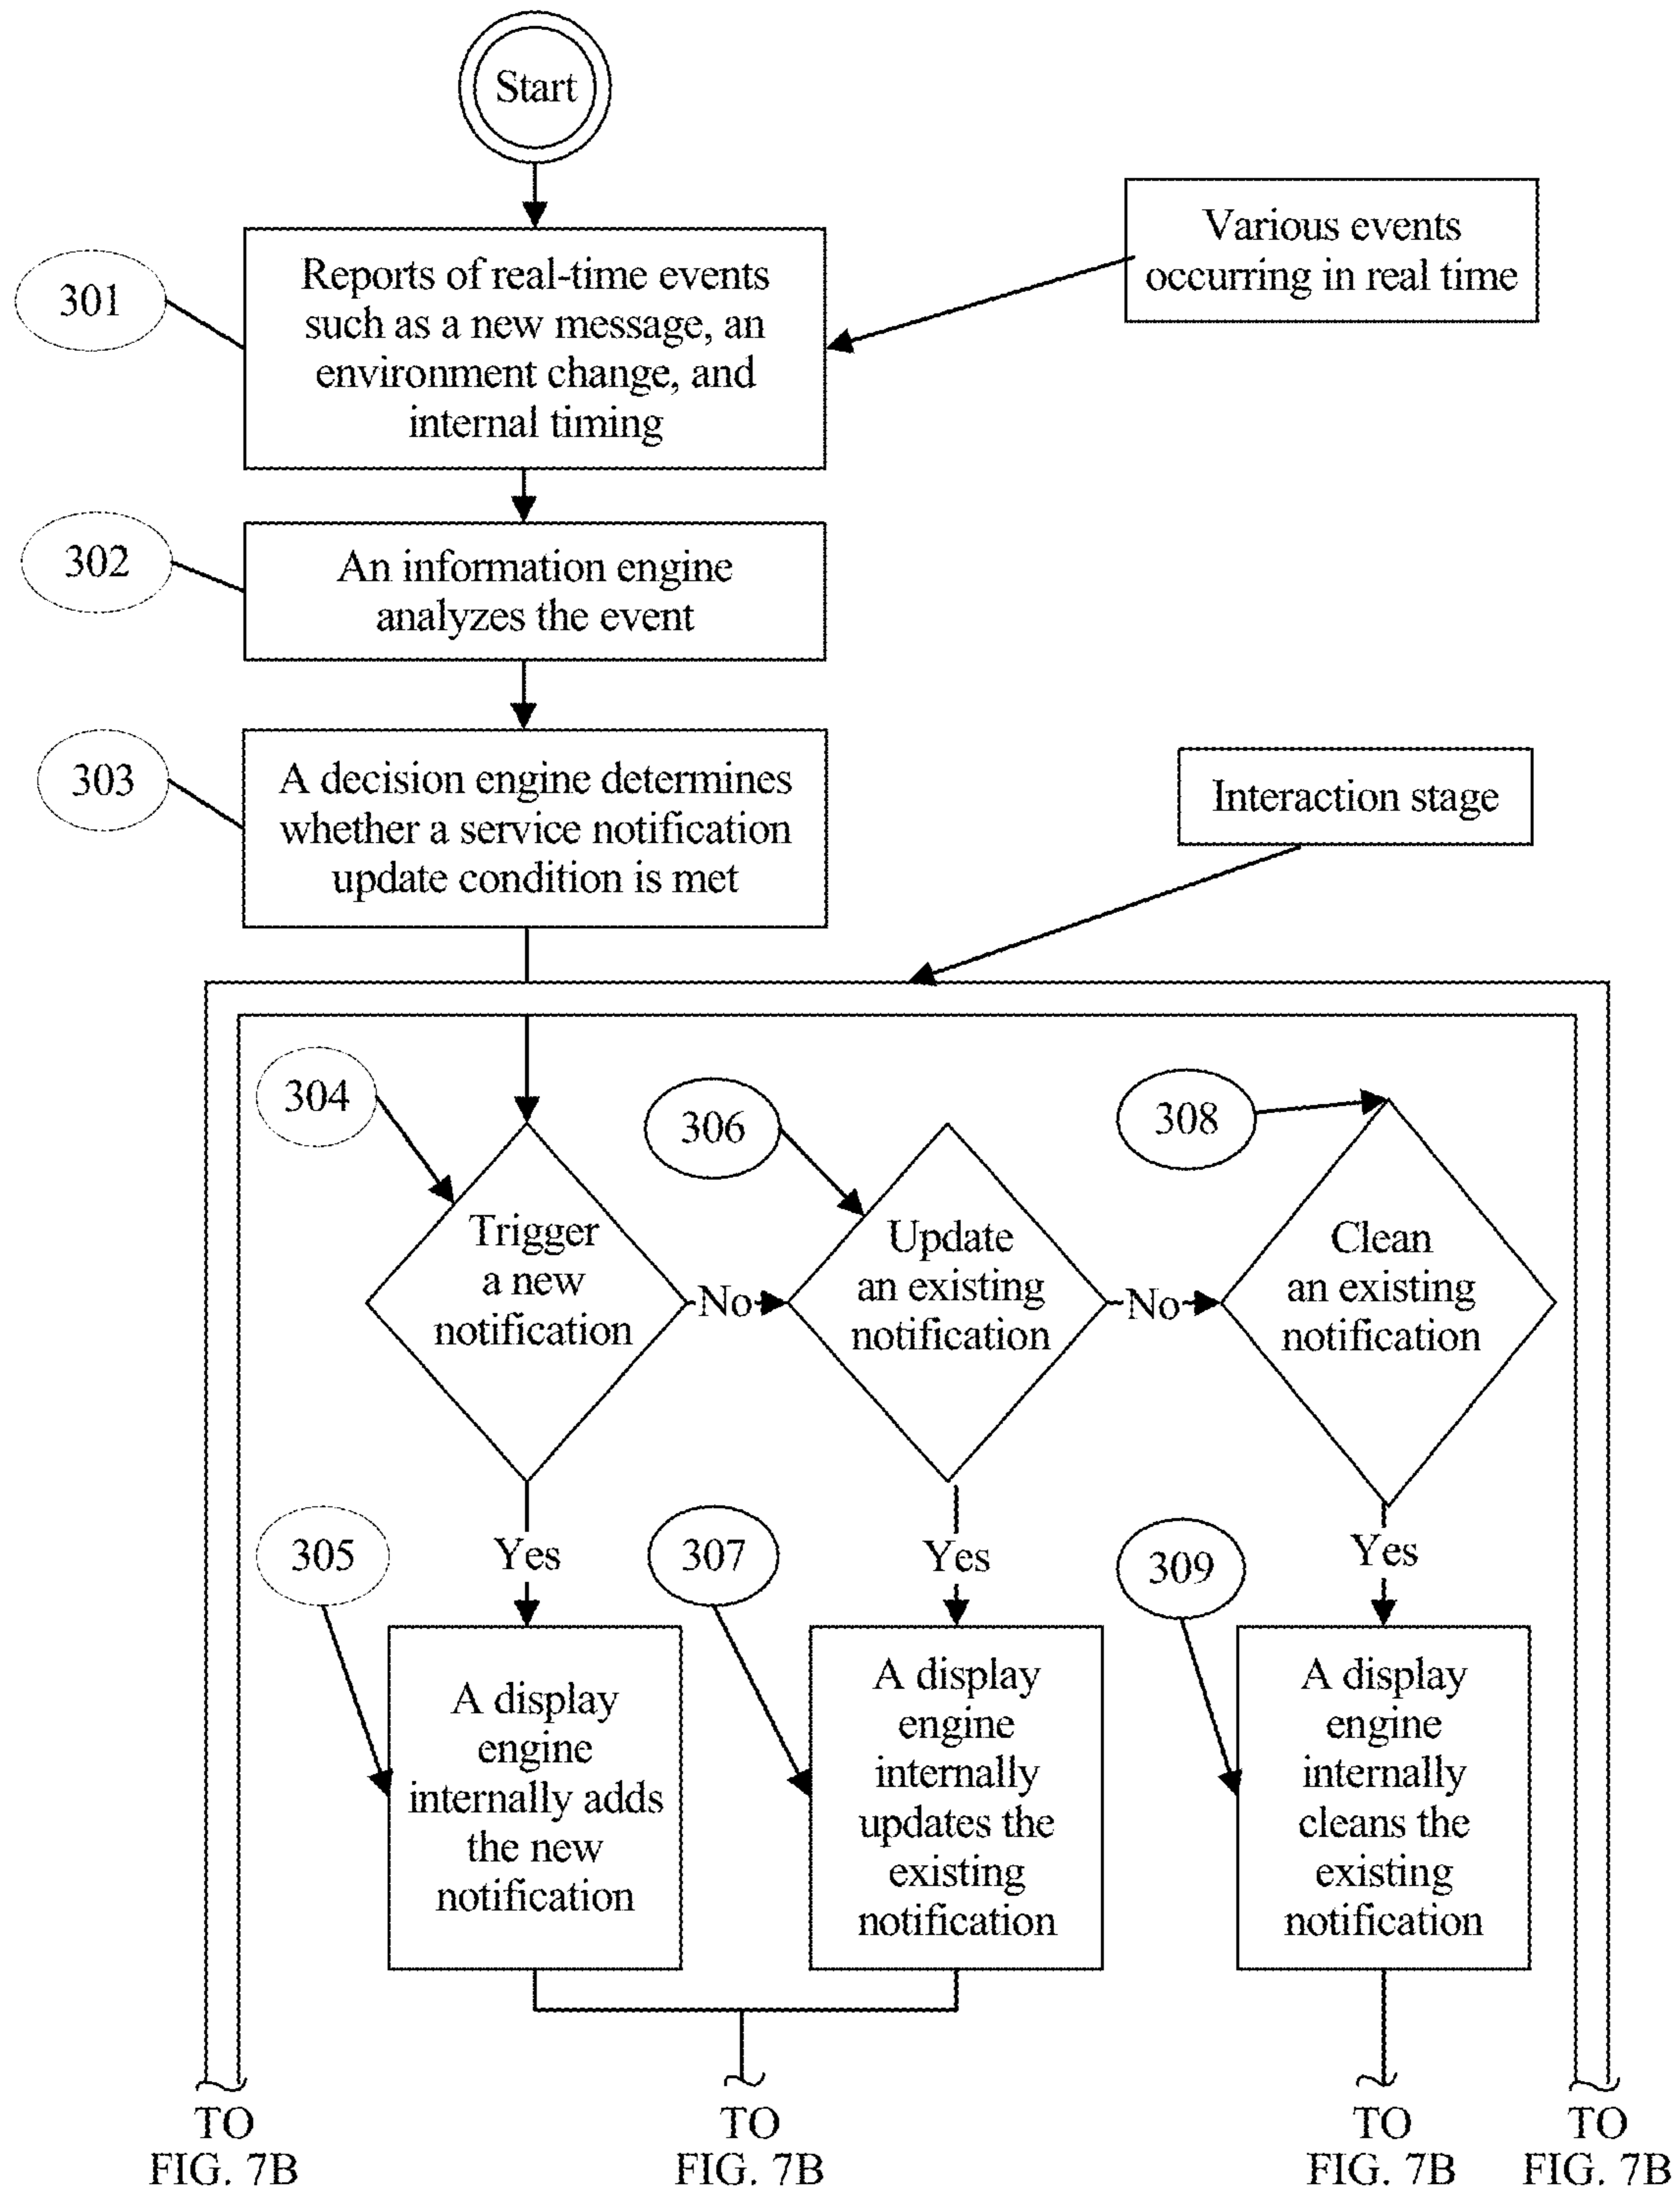 Start
Various events
occurring in real time
301
Reports of real-time events
such as a new message, an
environment change, and
internal timing
302
An information engine
analyzes the event
303
A decision engine determines
whether a service notification
update condition is met
Interaction stage
304
306
308
Trigger
a new
notification
No
Update
an existing
notification
No
Clean
an existing
notification
305
Yes
307
Yes
309
Yes
A display
engine
internally adds
the new
notification
A display
engine
internally
updates the
existing
notification
A display
engine
internally
cleans the
existing
notification
TO
FIG. 7B
TO
FIG. 7B
TO
FIG. 7B
TO
FIG. 7B